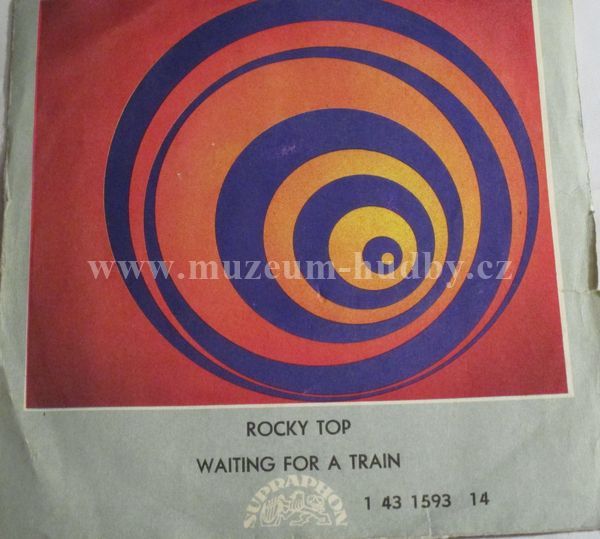 www.muzeum-hudby.cz
ROCKY TOP
WAITING FOR A TRAIN
SUPRAPHON
1 43 1593 14